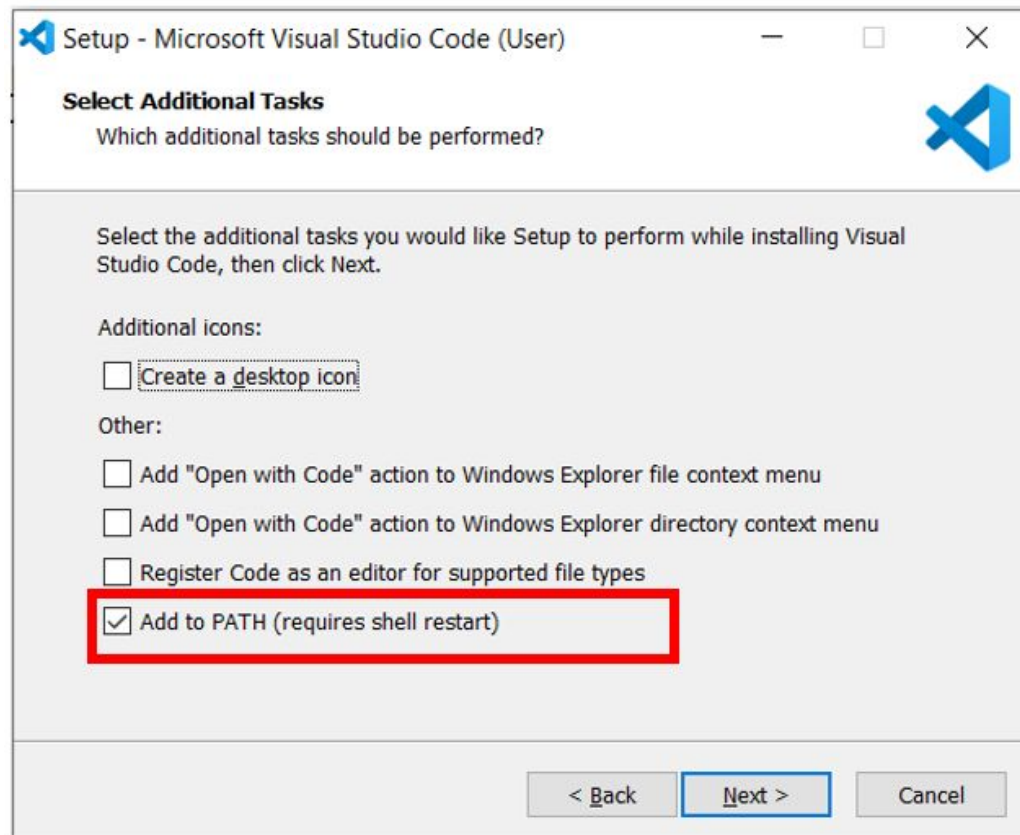 Setup - Microsoft Visual Studio Code (User)
Select Additional Tasks
Which additional tasks should be performed?
Select the additional tasks you would like Setup to perform while installing Visual
Studio Code, then click Next.
Additional icons:
Create a desktop icon
Other:
Add "Open with Code" action to Windows Explorer file context menu
Add "Open with Code" action to Windows Explorer directory context menu
Register Code as an editor for supported file types
Add to PATH (requires shell restart)
< Back
Next >
Cancel